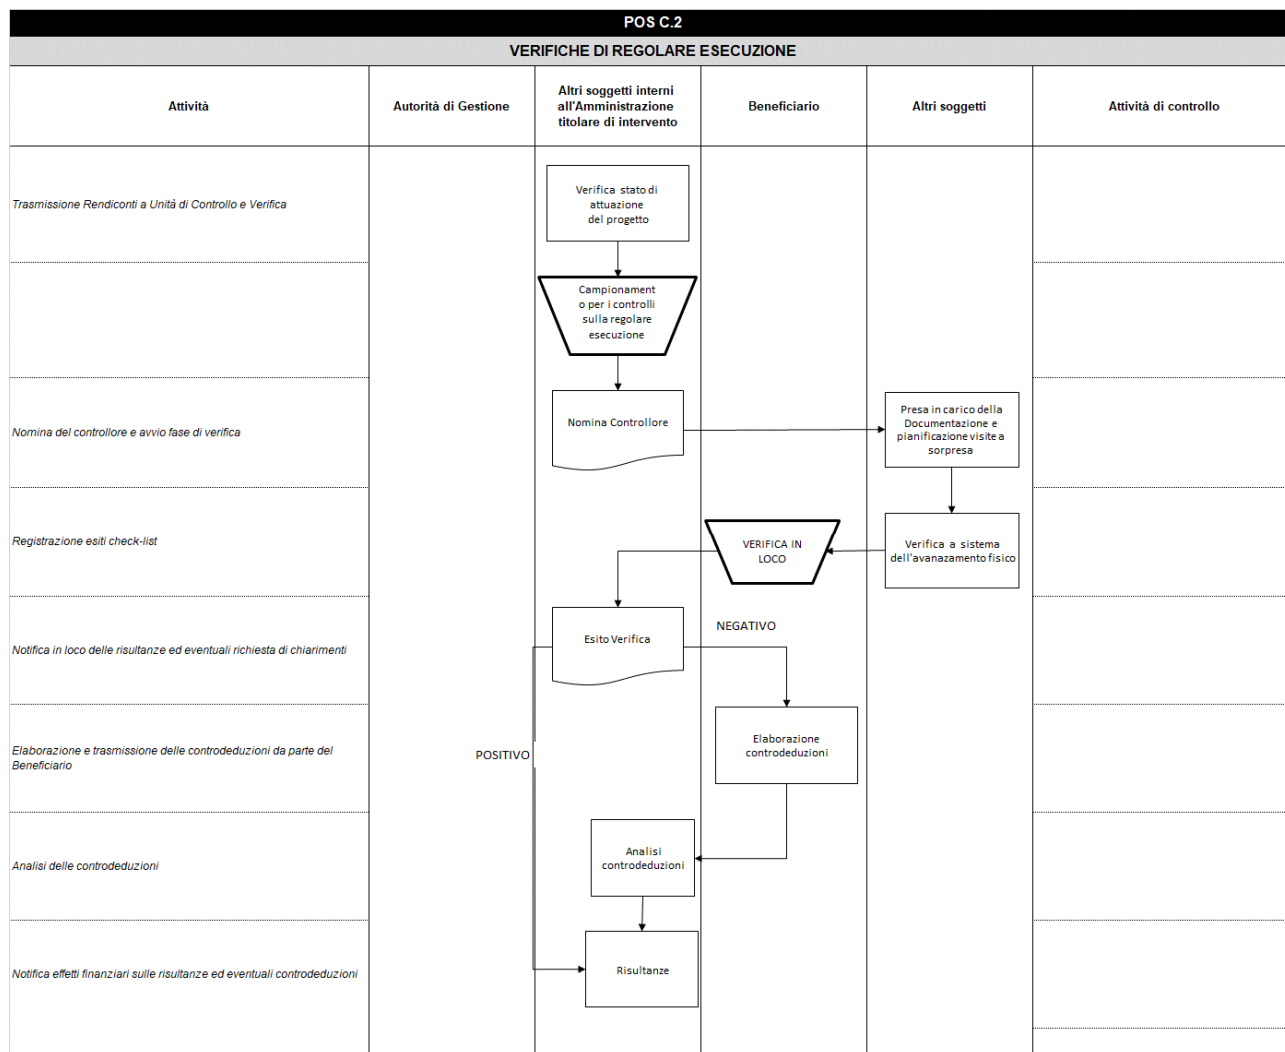 POS C.2
VERIFICHE DI REGOLARE ESECUZIONE
Attività
Autorità di Gestione
Altri soggetti interni
all'Amministrazione
titolare di intervento
Beneficiario
Altri soggetti
Attività di controllo
Trasmissione Rendiconti a Unità di Controllo e Verifica
Verifica stato di
attuazione
del progetto
Campionament
o per i controlli
sulla regolare
esecuzione
Nomina del controllore e avvio fase di verifica
Nomina Controllore
Presa in carico della
Documentazione e
pianificazione visite a
sorpresa
Registrazione esiti check-list
VERIFICA IN
LOCO
Verifica a sistema
dell'avanazamento fisico
Notifica in loco delle risultanze ed eventuali richiesta di chiarimenti
Esito Verifica
NEGATIVO
Elaborazione e trasmissione delle controdeduzioni da parte del
Beneficiario
POSITIVO
Elaborazione
controdeduzioni
Analisi delle controdeduzioni
Analisi
controdeduzioni
Notifica effetti finanziari sulle risultanze ed eventuali controdeduzioni
Risultanze